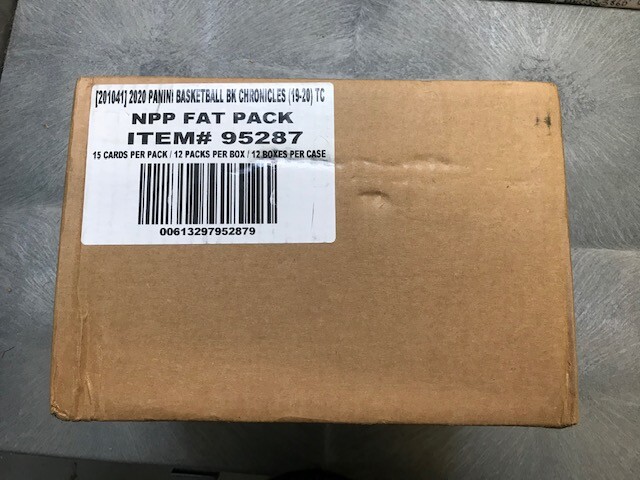 [201041] 2020 PANINI BASKETBALL BK CHRONICLES (19-20) TC
NPP FAT PACK
ITEM# 95287
15 CARDS PER PACK / 12 PACKS PER BOX / 12 BOXES PER CASE
00613297952879